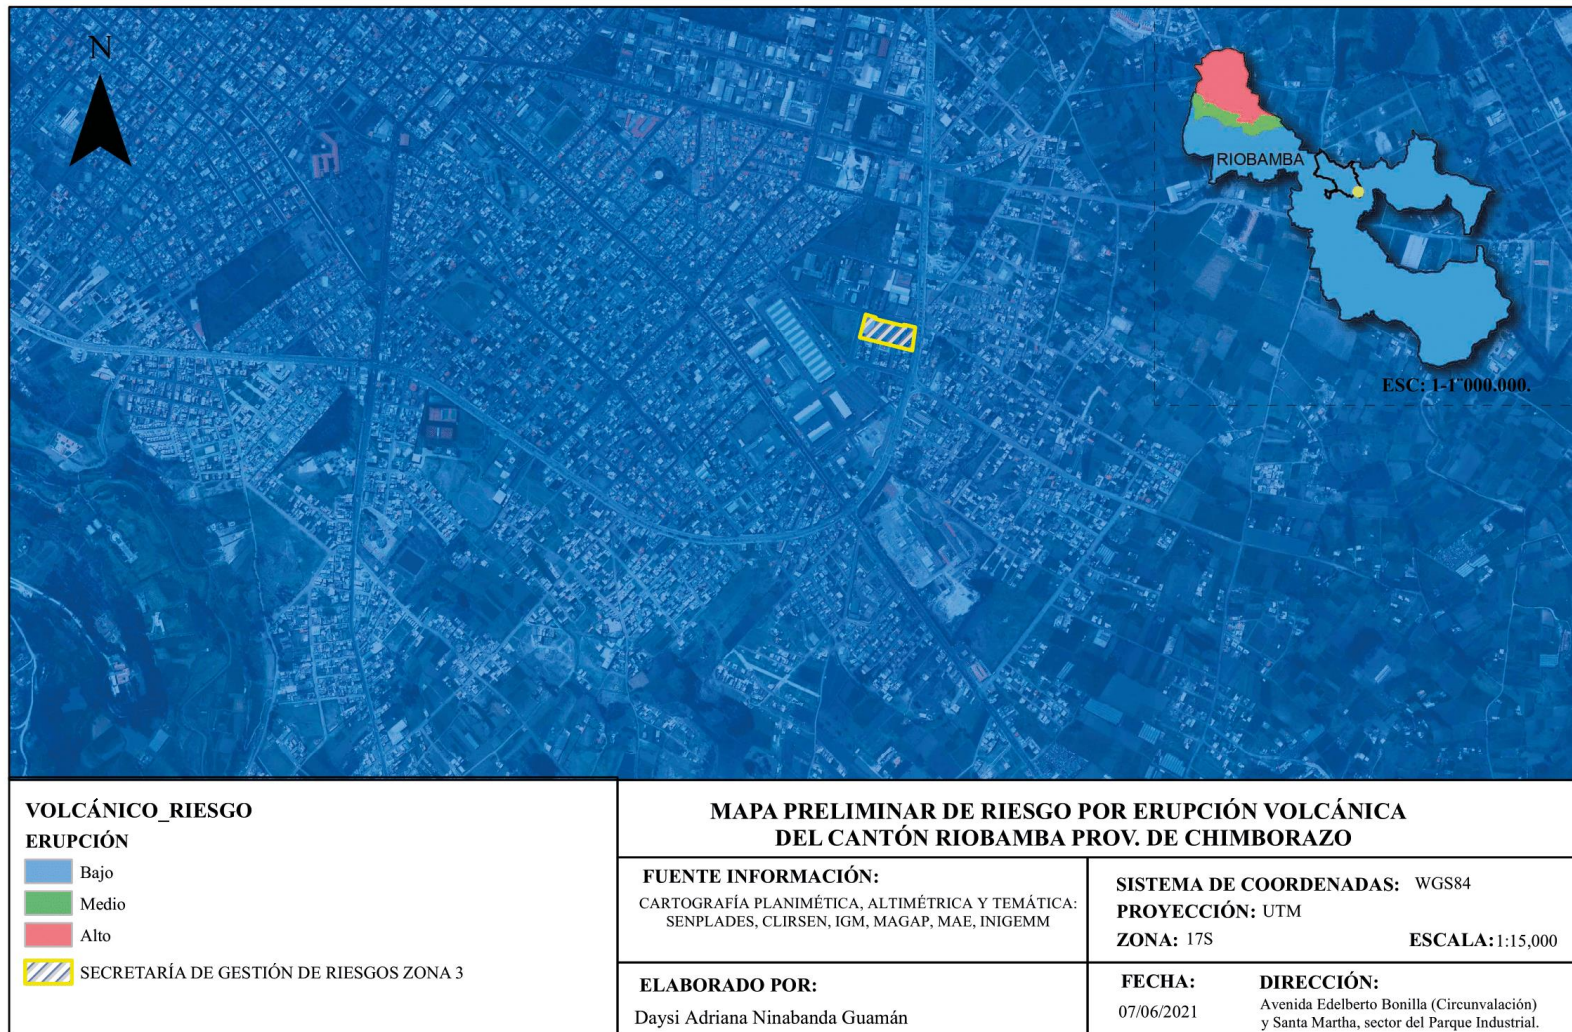 N
RIOBAMBA
ESC: 1-1¨000.000.
VOLCÁNICO_RIESGO
ERUPCIÓN
Bajo
Medio
Alto
SECRETARÍA DE GESTIÓN DE RIESGOS ZONA 3
MAPA PRELIMINAR DE RIESGO POR ERUPCIÓN VOLCÁNICA
DEL CANTÓN RIOBAMBA PROV. DE CHIMBORAZO
FUENTE INFORMACIÓN:
CARTOGRAFÍA PLANIMÉTICA, ALTIMÉTRICA Y TEMÁTICA:
SENPLADES, CLIRSEN, IGM, MAGAP, MAE, INIGEMM
SISTEMA DE COORDENADAS: WGS84
PROYECCIÓN: UTM
ZONA: 17S ESCALA: 1:15,000
ELABORADO POR:
Daysi Adriana Ninabanda Guamán
FECHA:
07/06/2021
DIRECCIÓN:
Avenida Edelberto Bonilla (Circunvalación)
y Santa Martha, sector del Parque Industrial.